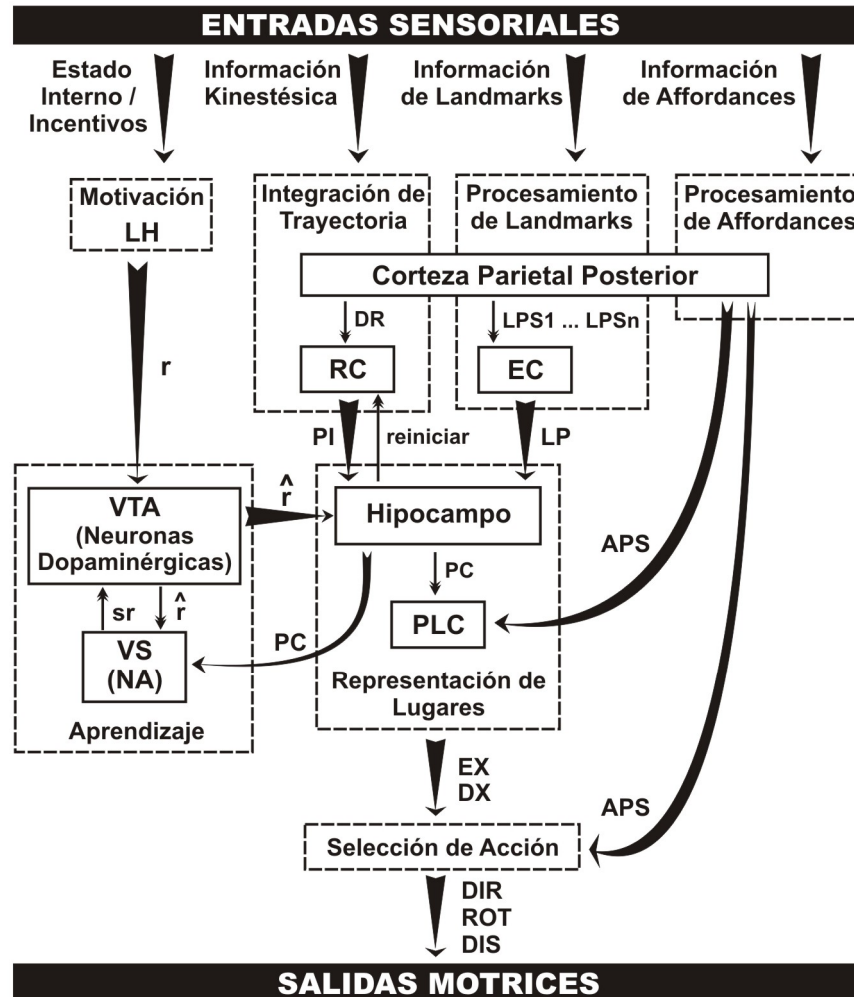 ENTRADAS SENSORIALES
Estado
Interno /
Incentivos
Información
Kinestésica
Información
de Landmarks
Información
de Affordances
Motivación
LH
Integración de
Trayectoria
Procesamiento
de Landmarks
Procesamiento
de Affordances
Corteza Parietal Posterior
DR
LPS1 ... LPSn
RC
EC
r
PI
reiniciar
LP
VTA
(Neuronas
Dopaminérgicas)
r̂
Hipocampo
APS
sr
r̂
PC
PC
VS
(NA)
PLC
Aprendizaje
Representación de
Lugares
EX
DX
APS
Selección de Acción
DIR
ROT
DIS
SALIDAS MOTRICES